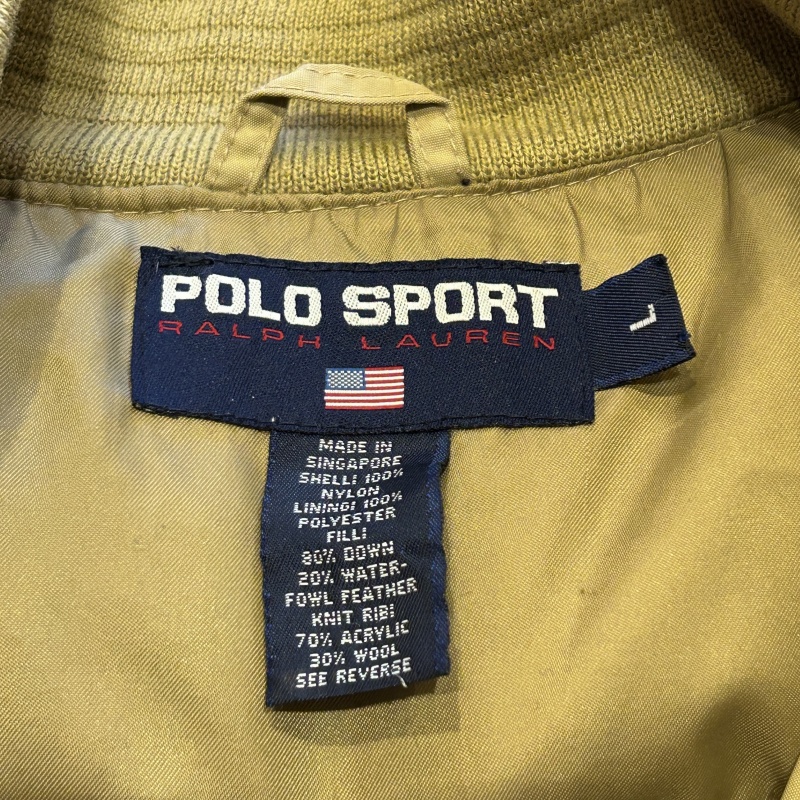 POLO SPORT
RALPH LAUREN
L
MADE IN
SINGAPORE
SHELL: 100%
NYLON
LINING: 100%
POLYESTER
FILL:
80% DOWN
20% WATER-
FOWL FEATHER
KNIT RIB:
70% ACRYLIC
30% WOOL
SEE REVERSE